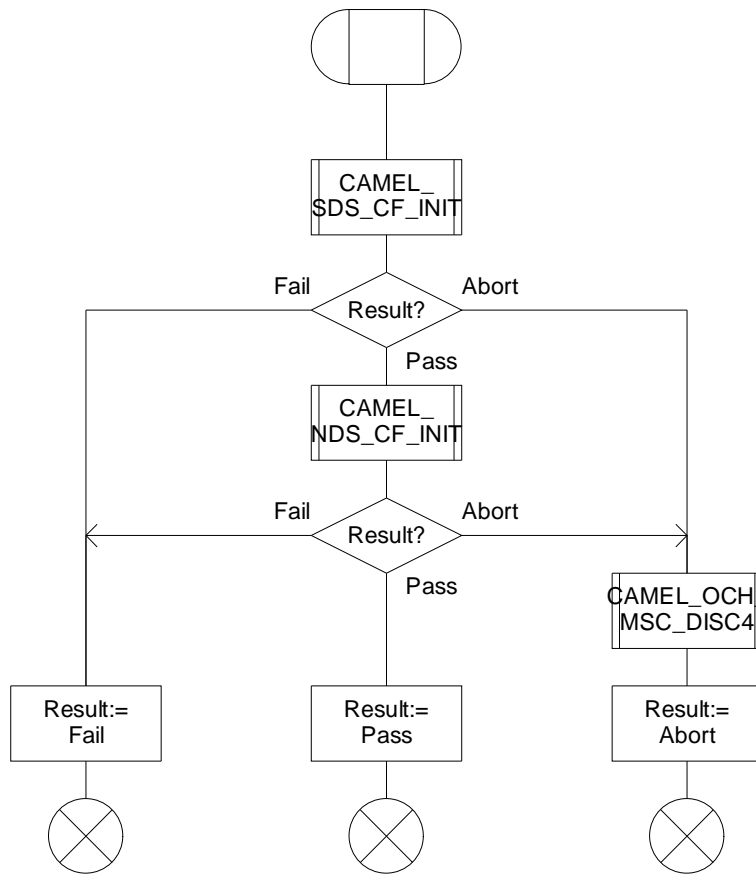 CAMEL_
SDS_CF_INIT
Fail
Abort
Result?
Pass
CAMEL_
NDS_CF_INIT
Fail
Abort
Result?
Pass
CAMEL_OCH_
MSC_DISC4
Result:=
Fail
Result:=
Pass
Result:=
Abort